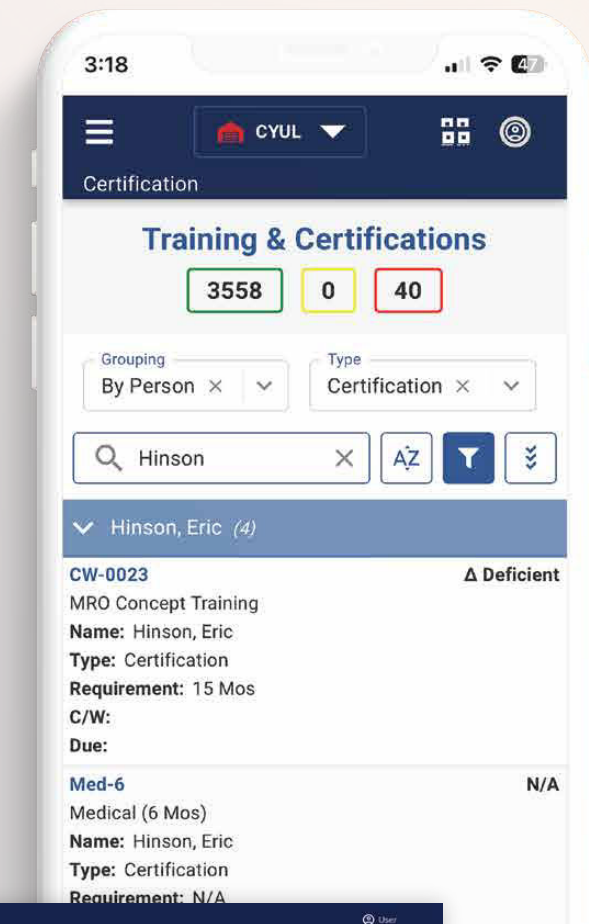 3:18
47
CYUL
Certification
Training & Certifications
3558 0 40
Grouping Type
By Person × Certification ×
Hinson
AZ
Hinson, Eric (4)
CW-0023 Δ Deficient
MRO Concept Training
Name: Hinson, Eric
Type: Certification
Requirement: 15 Mos
C/W:
Due:
Med-6 N/A
Medical (6 Mos)
Name: Hinson, Eric
Type: Certification
Requirement: N/A
User